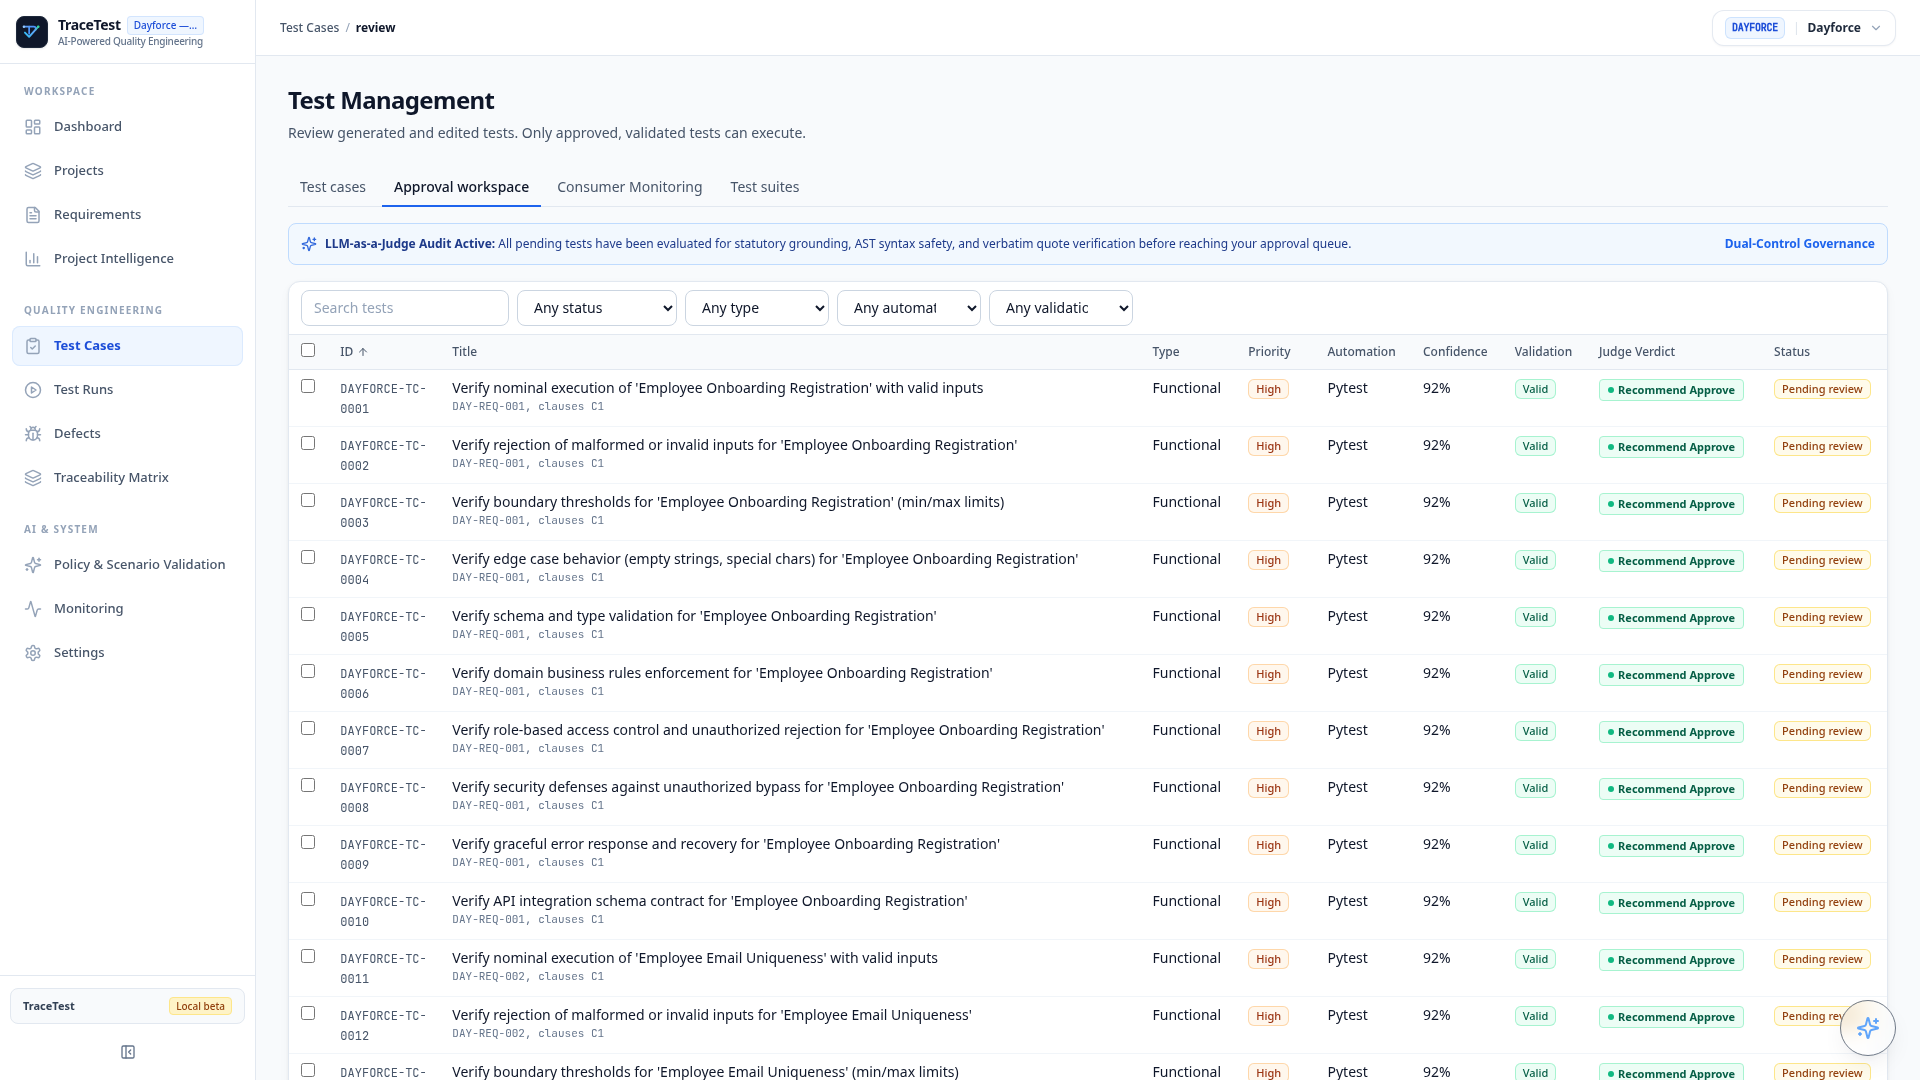 TraceTest Dayforce —...
AI-Powered Quality Engineering
WORKSPACE
Dashboard
Projects
Requirements
Project Intelligence
QUALITY ENGINEERING
Test Cases
Test Runs
Defects
Traceability Matrix
AI & SYSTEM
Policy & Scenario Validation
Monitoring
Settings
TraceTest Local beta
Test Cases / review
DAYFORCE Dayforce
Test Management
Review generated and edited tests. Only approved, validated tests can execute.
Test cases Approval workspace Consumer Monitoring Test suites
LLM-as-a-Judge Audit Active: All pending tests have been evaluated for statutory grounding, AST syntax safety, and verbatim quote verification before reaching your approval queue. Dual-Control Governance
Search tests Any status Any type Any automat Any validatic
ID ↑ Title Type Priority Automation Confidence Validation Judge Verdict Status
DAYFORCE-TC-0001 Verify nominal execution of 'Employee Onboarding Registration' with valid inputs Functional High Pytest 92% Valid Recommend Approve Pending review
DAY-REQ-001, clauses C1
DAYFORCE-TC-0002 Verify rejection of malformed or invalid inputs for 'Employee Onboarding Registration' Functional High Pytest 92% Valid Recommend Approve Pending review
DAY-REQ-001, clauses C1
DAYFORCE-TC-0003 Verify boundary thresholds for 'Employee Onboarding Registration' (min/max limits) Functional High Pytest 92% Valid Recommend Approve Pending review
DAY-REQ-001, clauses C1
DAYFORCE-TC-0004 Verify edge case behavior (empty strings, special chars) for 'Employee Onboarding Registration' Functional High Pytest 92% Valid Recommend Approve Pending review
DAY-REQ-001, clauses C1
DAYFORCE-TC-0005 Verify schema and type validation for 'Employee Onboarding Registration' Functional High Pytest 92% Valid Recommend Approve Pending review
DAY-REQ-001, clauses C1
DAYFORCE-TC-0006 Verify domain business rules enforcement for 'Employee Onboarding Registration' Functional High Pytest 92% Valid Recommend Approve Pending review
DAY-REQ-001, clauses C1
DAYFORCE-TC-0007 Verify role-based access control and unauthorized rejection for 'Employee Onboarding Registration' Functional High Pytest 92% Valid Recommend Approve Pending review
DAY-REQ-001, clauses C1
DAYFORCE-TC-0008 Verify security defenses against unauthorized bypass for 'Employee Onboarding Registration' Functional High Pytest 92% Valid Recommend Approve Pending review
DAY-REQ-001, clauses C1
DAYFORCE-TC-0009 Verify graceful error response and recovery for 'Employee Onboarding Registration' Functional High Pytest 92% Valid Recommend Approve Pending review
DAY-REQ-001, clauses C1
DAYFORCE-TC-0010 Verify API integration schema contract for 'Employee Onboarding Registration' Functional High Pytest 92% Valid Recommend Approve Pending review
DAY-REQ-001, clauses C1
DAYFORCE-TC-0011 Verify nominal execution of 'Employee Email Uniqueness' with valid inputs Functional High Pytest 92% Valid Recommend Approve Pending review
DAY-REQ-002, clauses C1
DAYFORCE-TC-0012 Verify rejection of malformed or invalid inputs for 'Employee Email Uniqueness' Functional High Pytest 92% Valid Recommend Approve Pending
DAY-REQ-002, clauses C1
DAYFORCE-TC- Verify boundary thresholds for 'Employee Email Uniqueness' (min/max limits) Functional High Pytest 92% Valid Recommend Approve Pending review